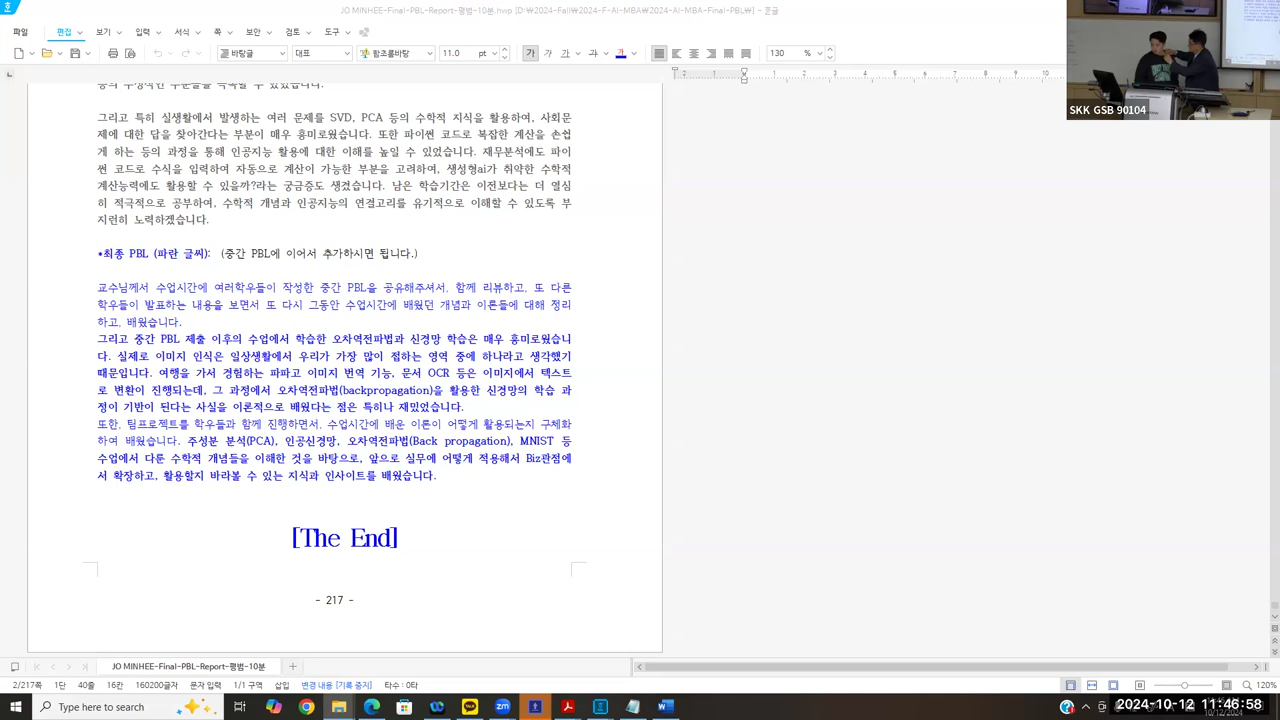 JO MINHEE-Final-PBL-Report-평범-10분.hwp [D:₩2024-Fall₩2024-F-AI-MBA₩2024-AI-MBA-Final-PBL₩] - 한글
파일 편집 서식 쪽 보안 검토 도구
바탕글 대표 함초롬바탕 11.0 pt 가 가 가 가 가 130 %
2 1 1 2 3 4 5 6 7 8 9 10
그리고 특히 실생활에서 발생하는 여러 문제를 SVD, PCA 등의 수학적 지식을 활용하여, 사회문
제에 대한 답을 찾아간다는 부분이 매우 흥미로웠습니다. 또한 파이썬 코드로 복잡한 계산을 손쉽
게 하는 등의 과정을 통해 인공지능 활용에 대한 이해를 높일 수 있었습니다. 재무분석에도 파이
썬 코드로 수식을 입력하여 자동으로 계산이 가능한 부분을 고려하여, 생성형ai가 취약한 수학적
계산능력에도 활용할 수 있을까?라는 궁금증도 생겼습니다. 남은 학습기간은 이전보다는 더 열심
히 적극적으로 공부하여, 수학적 개념과 인공지능의 연결고리를 유기적으로 이해할 수 있도록 부
지런히 노력하겠습니다.
*최종 PBL (파란 글씨): (중간 PBL에 이어서 추가하시면 됩니다.)
교수님께서 수업시간에 여러학우들이 작성한 중간 PBL을 공유해주셔서, 함께 리뷰하고, 또 다른
학우들이 발표하는 내용을 보면서 또 다시 그동안 수업시간에 배웠던 개념과 이론들에 대해 정리
하고, 배웠습니다.
그리고 중간 PBL 제출 이후의 수업에서 학습한 오차역전파법과 신경망 학습은 매우 흥미로웠습니
다. 실제로 이미지 인식은 일상생활에서 우리가 가장 많이 접하는 영역 중에 하나라고 생각했기
때문입니다. 여행을 가서 경험하는 파파고 이미지 번역 기능, 문서 OCR 등은 이미지에서 텍스트
로 변환이 진행되는데, 그 과정에서 오차역전파법(backpropagation)을 활용한 신경망의 학습 과
정이 기반이 된다는 사실을 이론적으로 배웠다는 점은 특히나 재밌었습니다.
또한, 팀프로젝트를 학우들과 함께 진행하면서, 수업시간에 배운 이론이 어떻게 활용되는지 구체화
하여 배웠습니다. 주성분 분석(PCA), 인공신경망, 오차역전파법(Back propagation), MNIST 등
수업에서 다룬 수학적 개념들을 이해한 것을 바탕으로, 앞으로 실무에 어떻게 적용해서 Biz관점에
서 확장하고, 활용할지 바라볼 수 있는 지식과 인사이트를 배웠습니다.
[The End]
- 217 -
JO MINHEE-Final-PBL-Report-평범-10분
2/217쪽 1단 40줄 16칸 160200글자 문자 입력 1/1 구역 삽입 변경 내용 [기록 중지] 타수 : 0타 120%
Type here to search
2024-10-12 11:46:58
10/12/2024
SKK GSB 90104